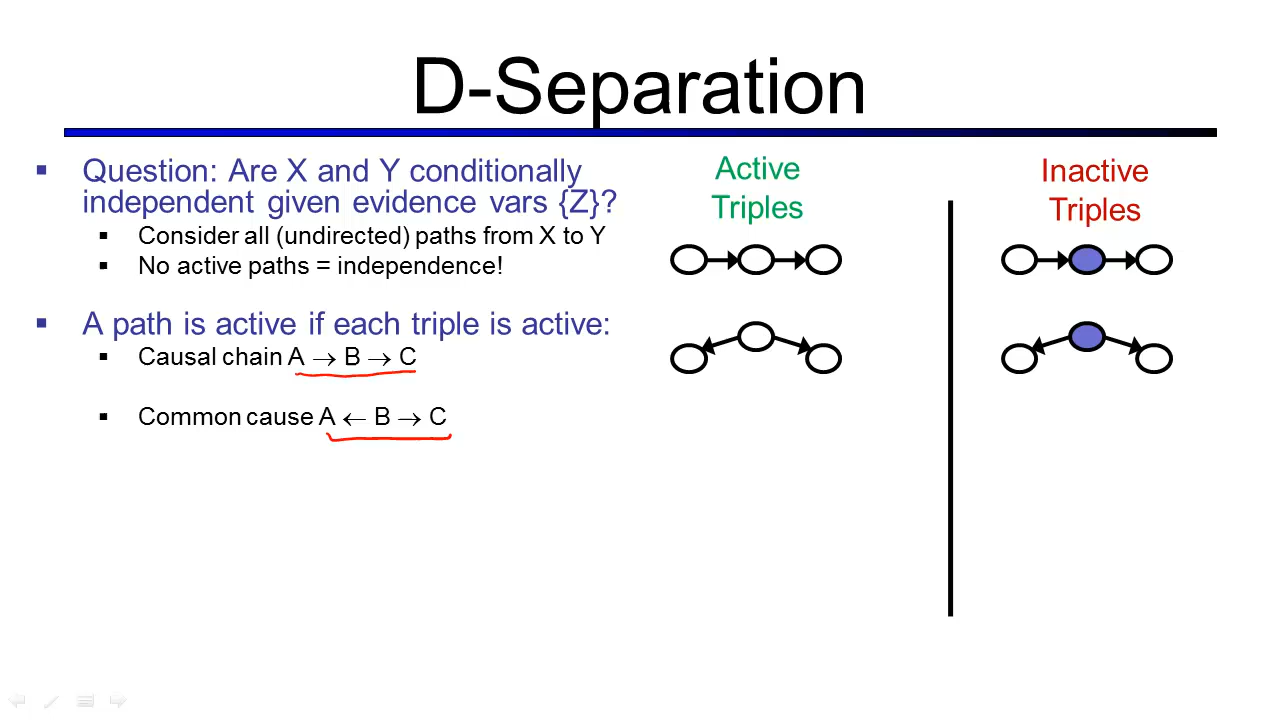 D-Separation
▪ Question: Are X and Y conditionally
independent given evidence vars {Z}?
▪ Consider all (undirected) paths from X to Y
▪ No active paths = independence!
▪ A path is active if each triple is active:
▪ Causal chain A → B → C
▪ Common cause A ← B → C
Active
Triples
Inactive
Triples